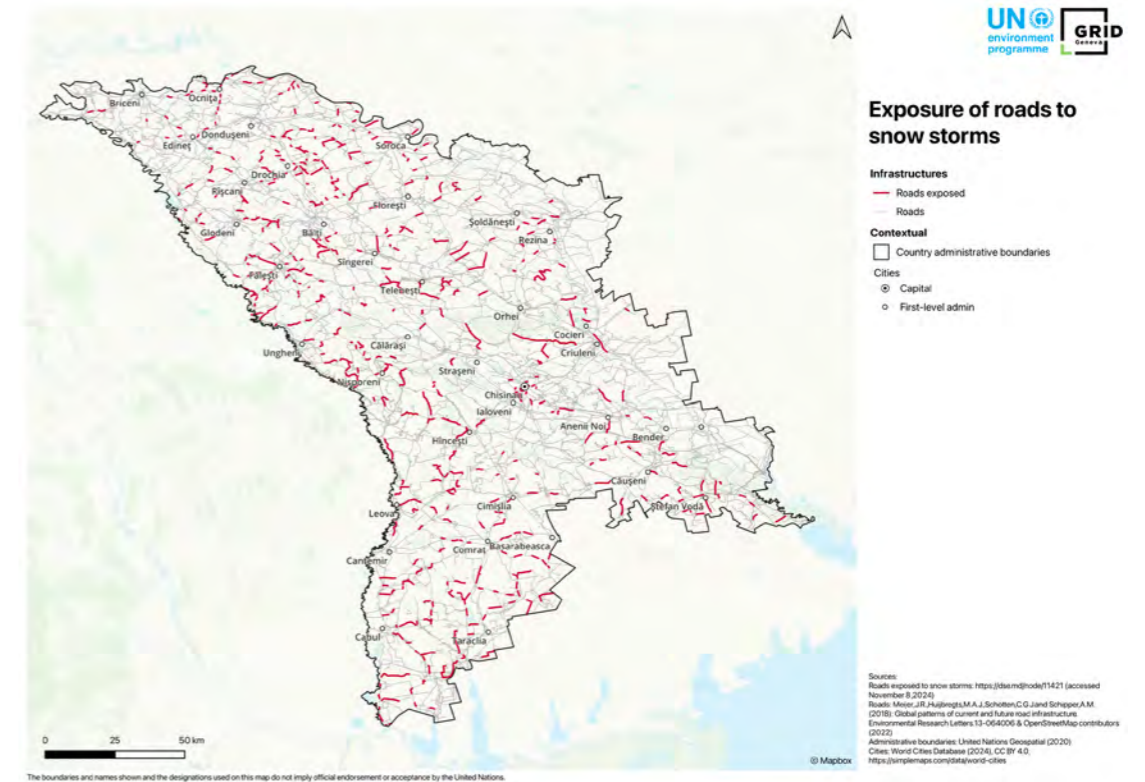 UN
environment
programme
GRID
Geneva
Exposure of roads to
snow storms
Infrastructures
Roads exposed
Roads
Contextual
Country administrative boundaries
Cities
Capital
First-level admin
Briceni
Ocnița
Dondușeni
Edineț
Soroca
Drochia
Rîșcani
Florești
Șoldănești
Glodeni
Bălți
Rezina
Sîngerei
Fălești
Telenești
Orhei
Cocieri
Călărași
Criuleni
Ungheni
Strașeni
Nisporeni
Chisinau
Ialoveni
Anenii Noi
Hîncești
Bender
Căușeni
Cimișlia
Ștefan Vodă
Leova
Comrat
Basarabeasca
Cantemir
Cahul
Taraclia
0 25 50 km
© Mapbox
Sources:
Roads exposed to snow storms: https://dse.md/node/11421 (accessed
November 8,2024)
Roads: Meijer,J.R.,Huijbregts,M.A.J.,Schotten,C.G.J.and Schipper,A.M.
(2018): Global patterns of current and future road infrastructure.
Environmental Research Letters,13-064006 & OpenStreetMap contributors
(2022)
Administrative boundaries: United Nations Geospatial (2020)
Cities: World Cities Database (2024), CC BY 4.0,
https://simplemaps.com/data/world-cities
The boundaries and names shown and the designations used on this map do not imply official endorsement or acceptance by the United Nations.